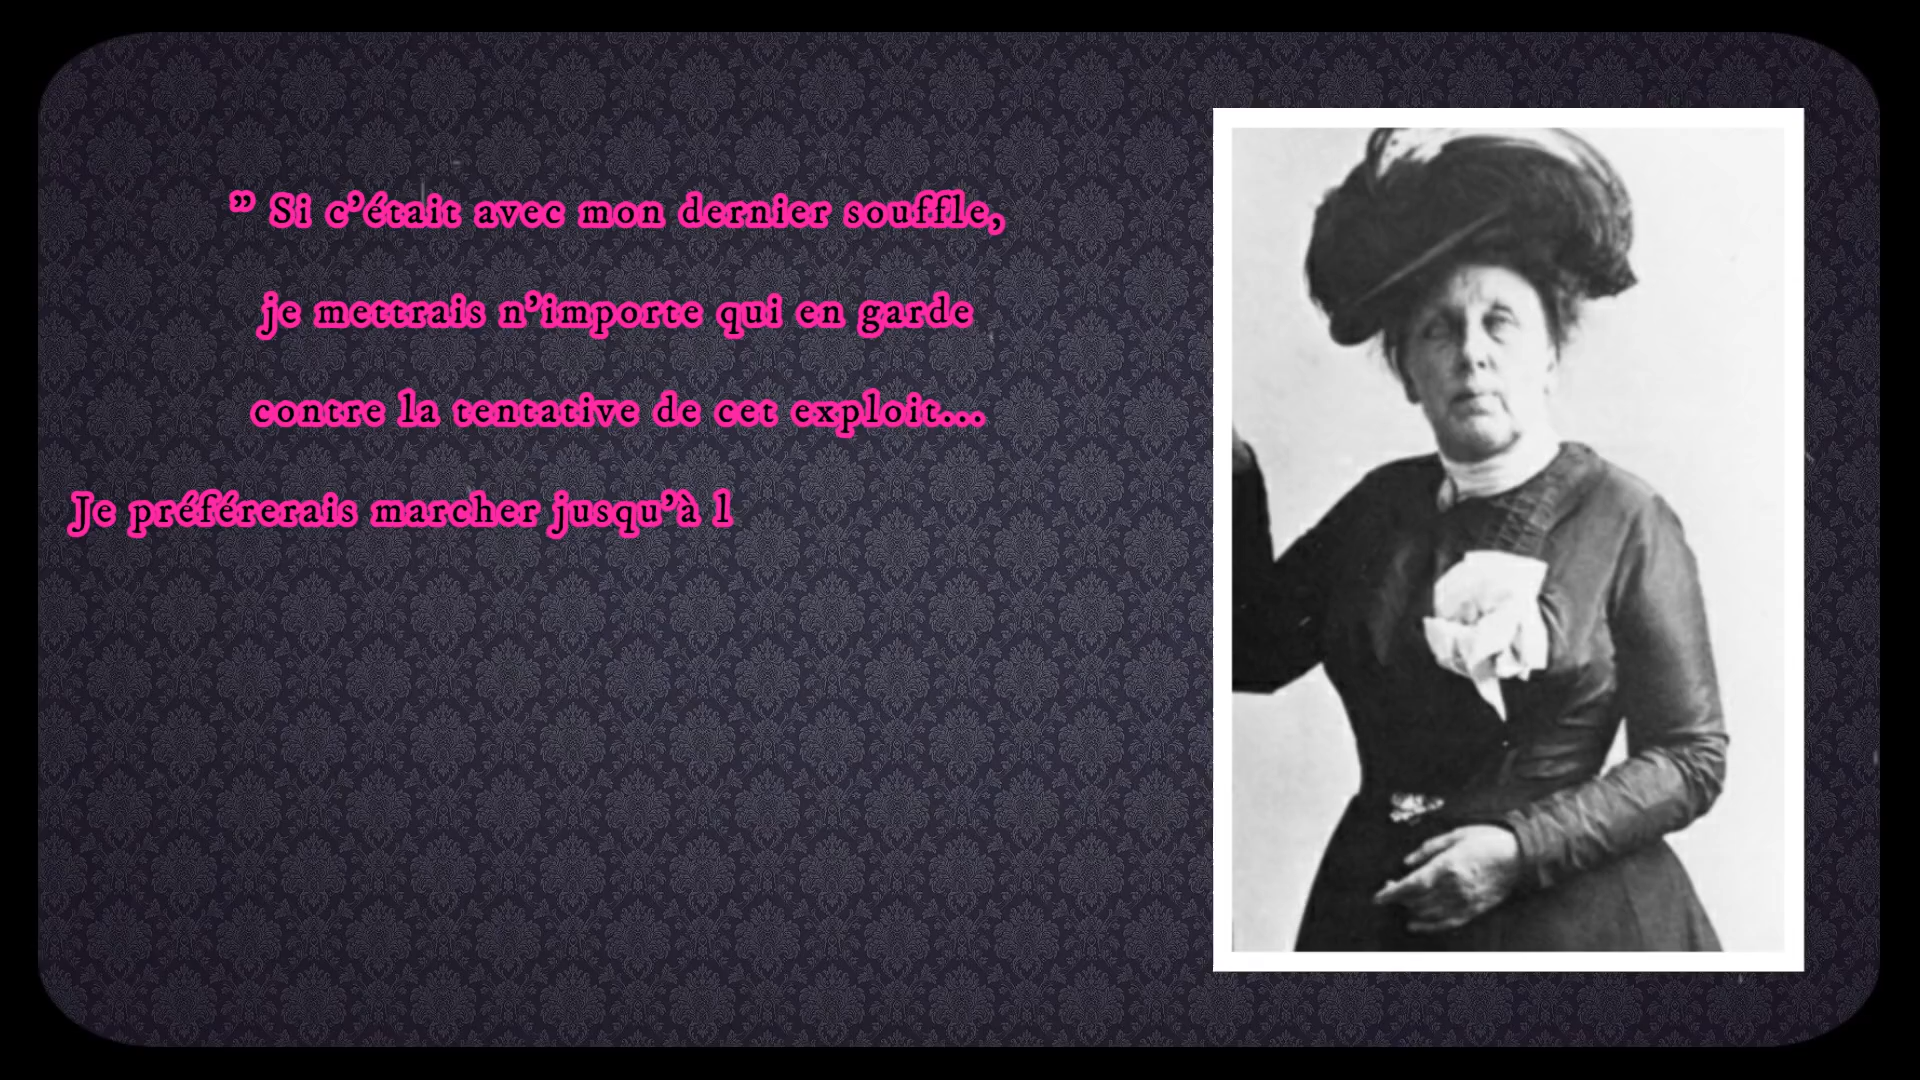 ” Si c’était avec mon dernier souffle,
je mettrais n’importe qui en garde
contre la tentative de cet exploit...
Je préférerais marcher jusqu’à l